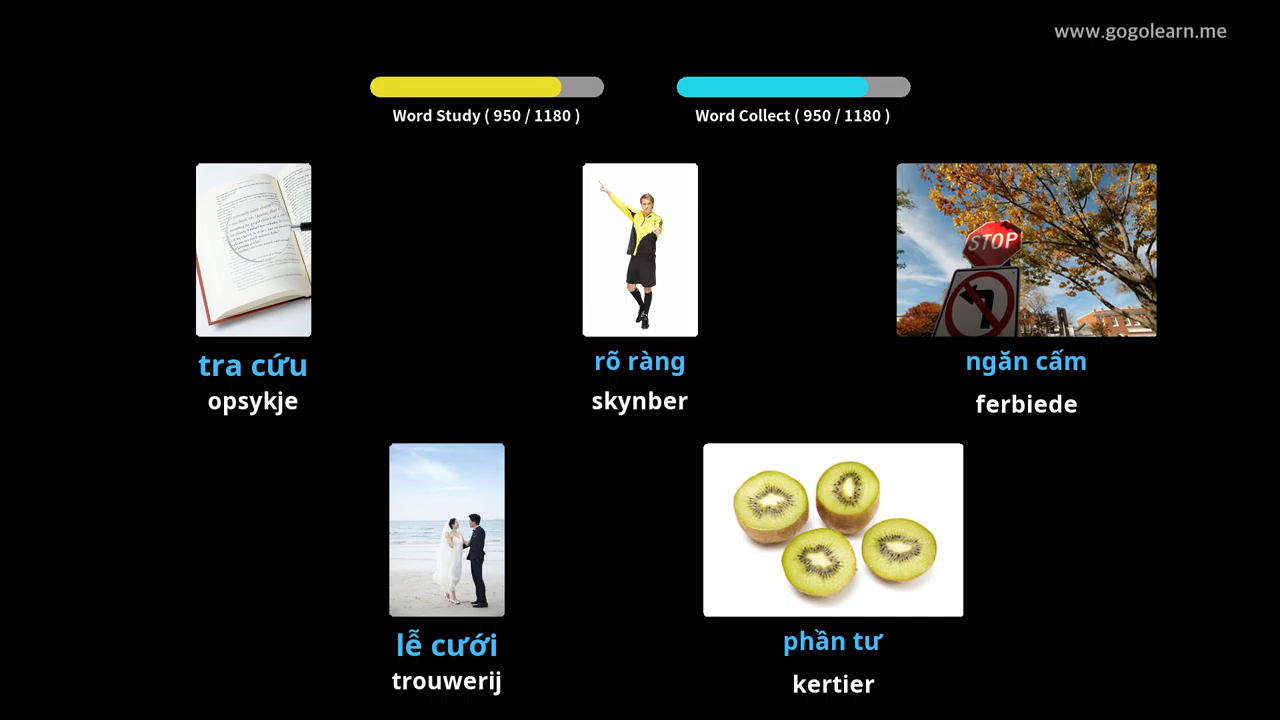 www.gogolearn.me
Word Study ( 950 / 1180 )
Word Collect ( 950 / 1180 )
STOP
tra cứu
opsykje
rõ ràng
skynber
ngăn cấm
ferbiede
lễ cưới
trouwerij
phần tư
kertier